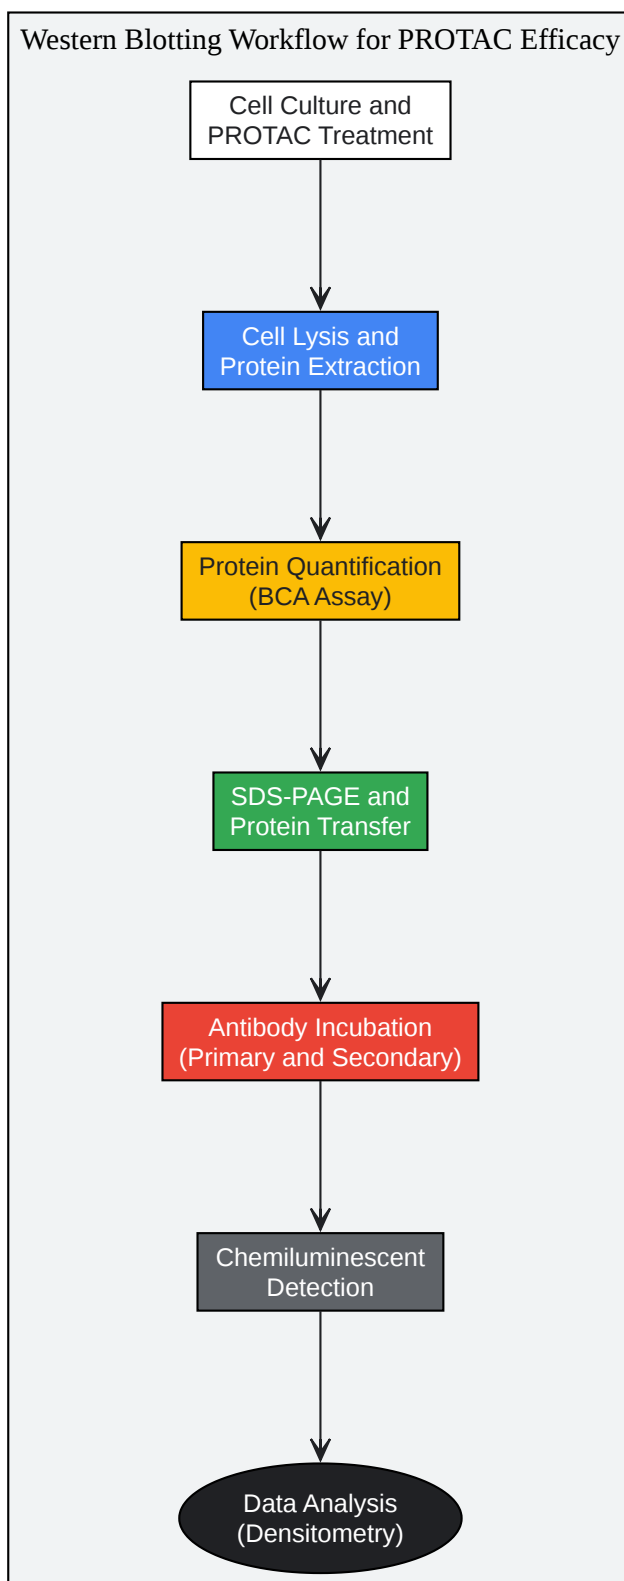 Western Blotting Workflow for PROTAC Efficacy
Cell Culture and
PROTAC Treatment
Cell Lysis and
Protein Extraction
Protein Quantification
(BCA Assay)
SDS-PAGE and
Protein Transfer
Antibody Incubation
(Primary and Secondary)
Chemiluminescent
Detection
Data Analysis
(Densitometry)